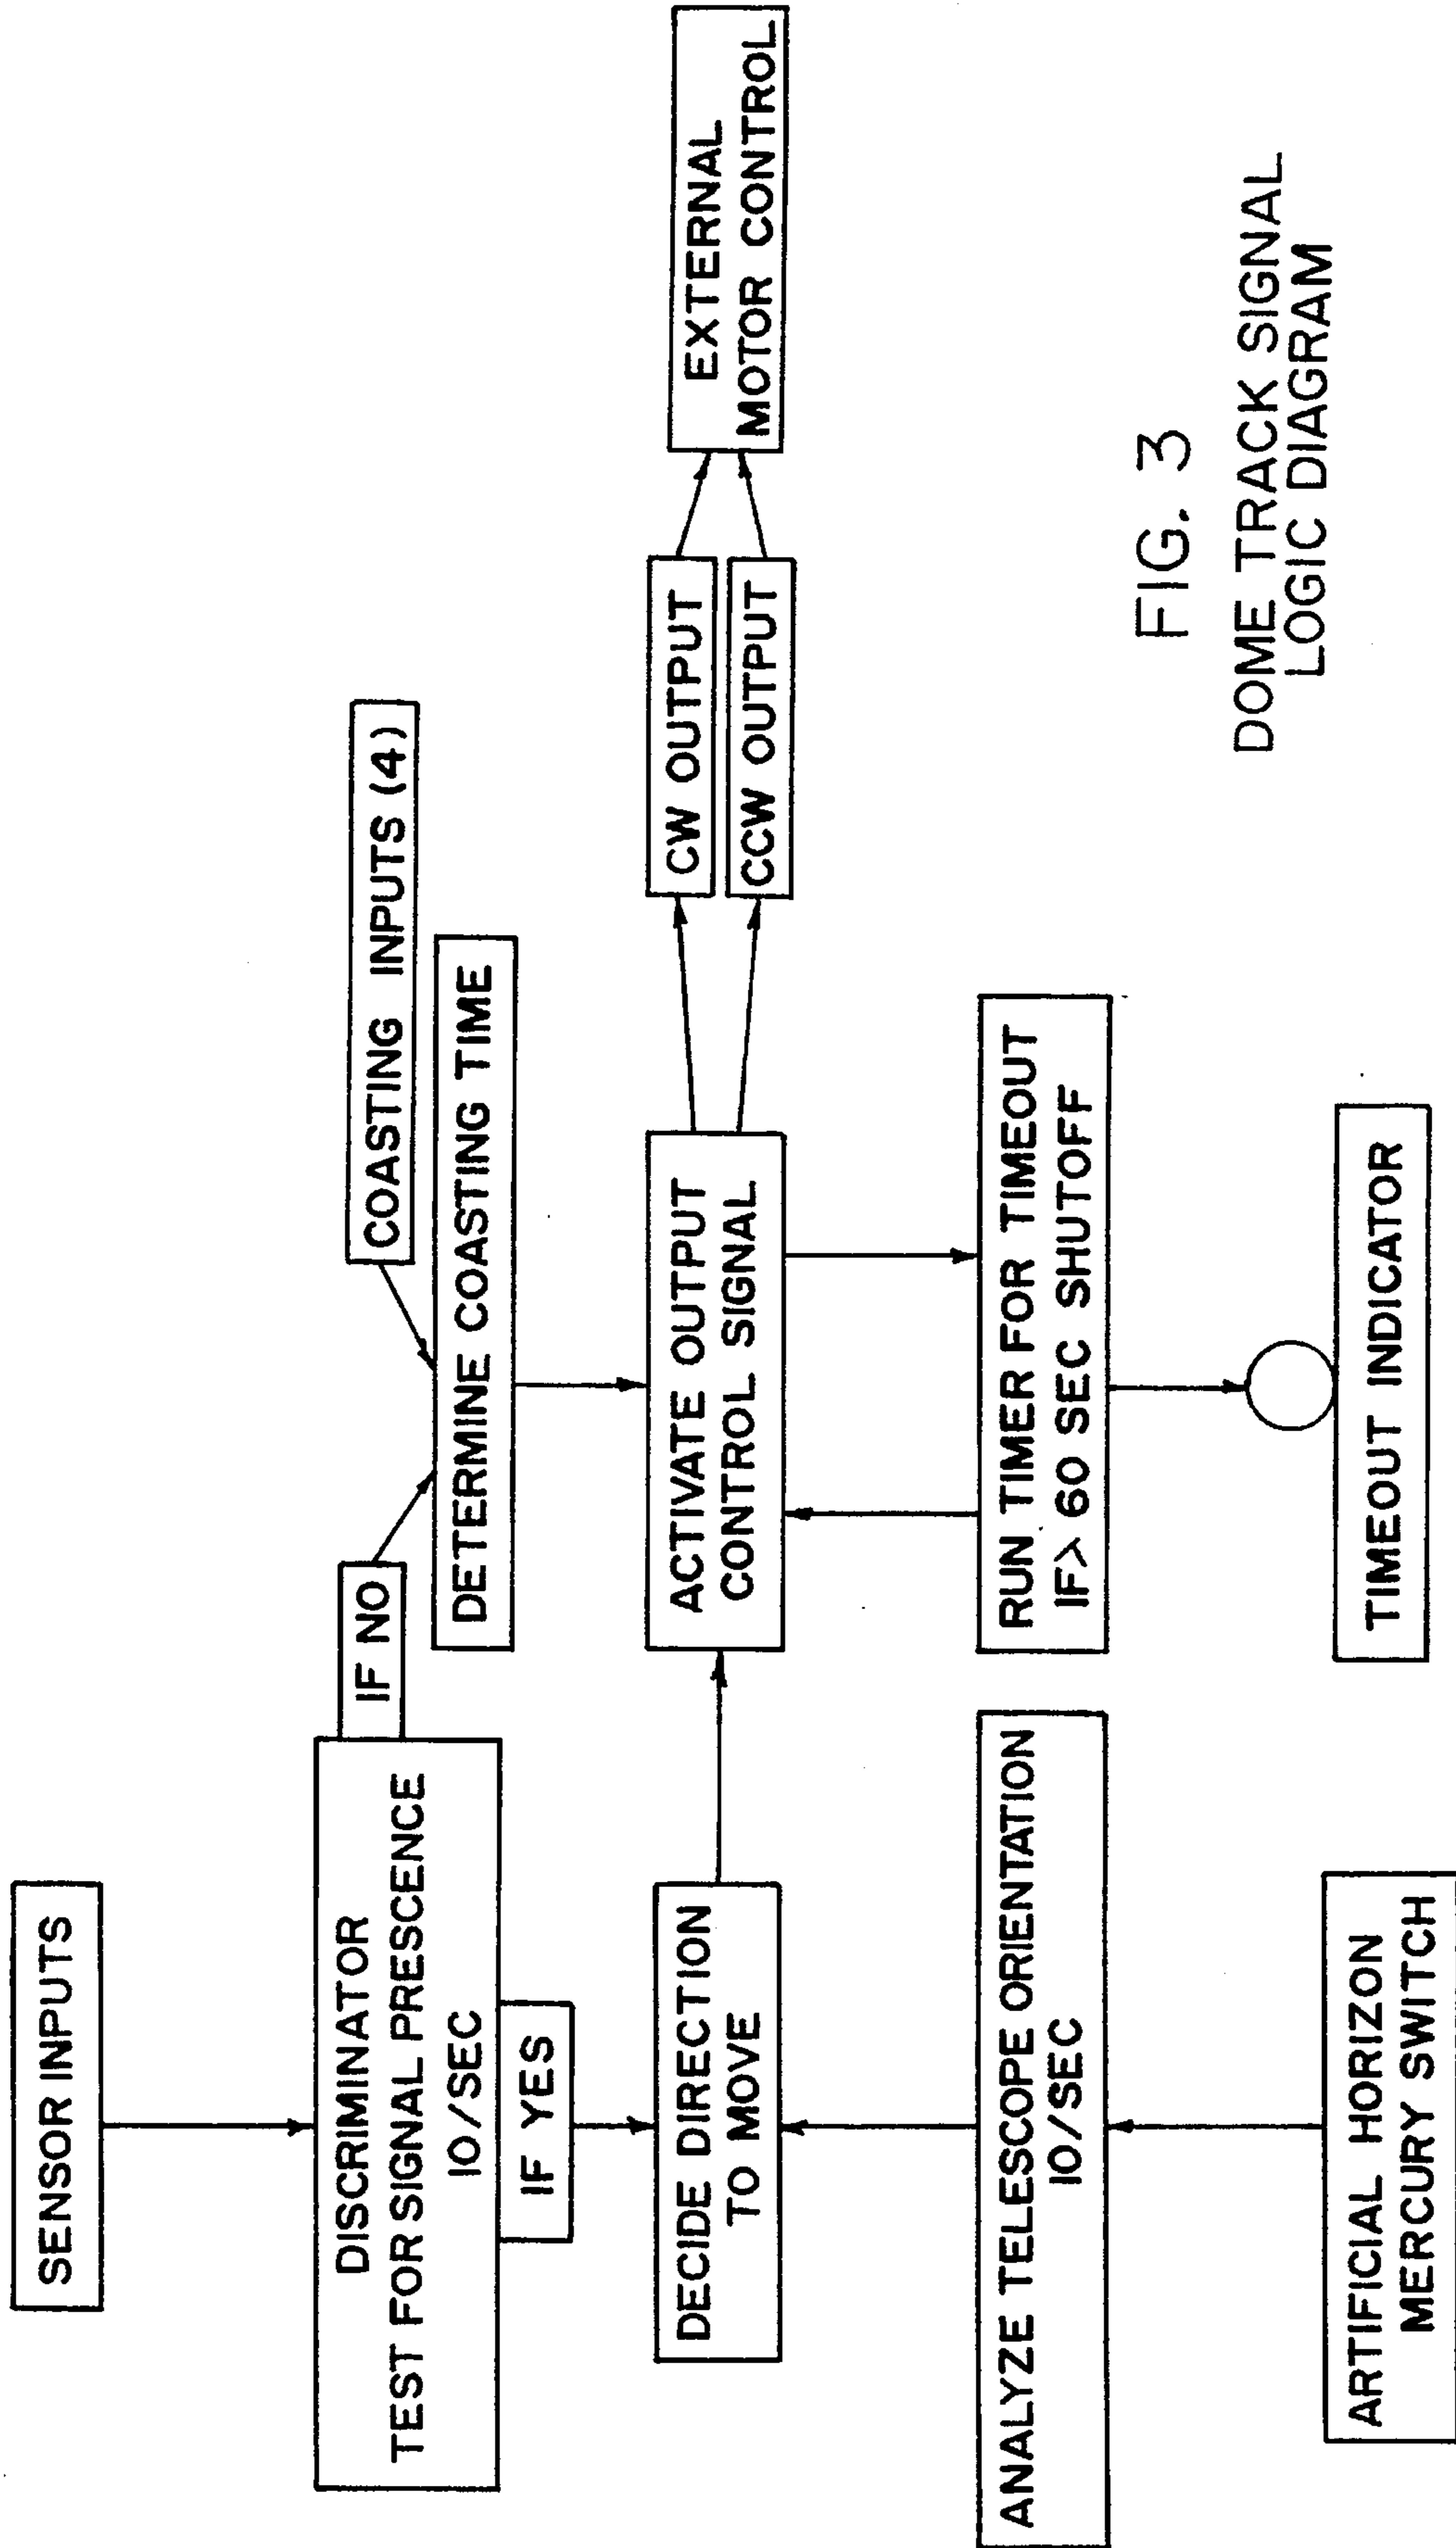 SENSOR INPUTS
DISCRIMINATOR
TEST FOR SIGNAL PRESCENCE
10/SEC
IF NO
IF YES
COASTING INPUTS (4)
DETERMINE COASTING TIME
DECIDE DIRECTION
TO MOVE
ACTIVATE OUTPUT
CONTROL SIGNAL
CW OUTPUT
CCW OUTPUT
EXTERNAL
MOTOR CONTROL
ANALYZE TELESCOPE ORIENTATION
10/SEC
RUN TIMER FOR TIMEOUT
IF> 60 SEC SHUTOFF
ARTIFICIAL HORIZON
MERCURY SWITCH
TIMEOUT INDICATOR
FIG. 3
DOME TRACK SIGNAL
LOGIC DIAGRAM